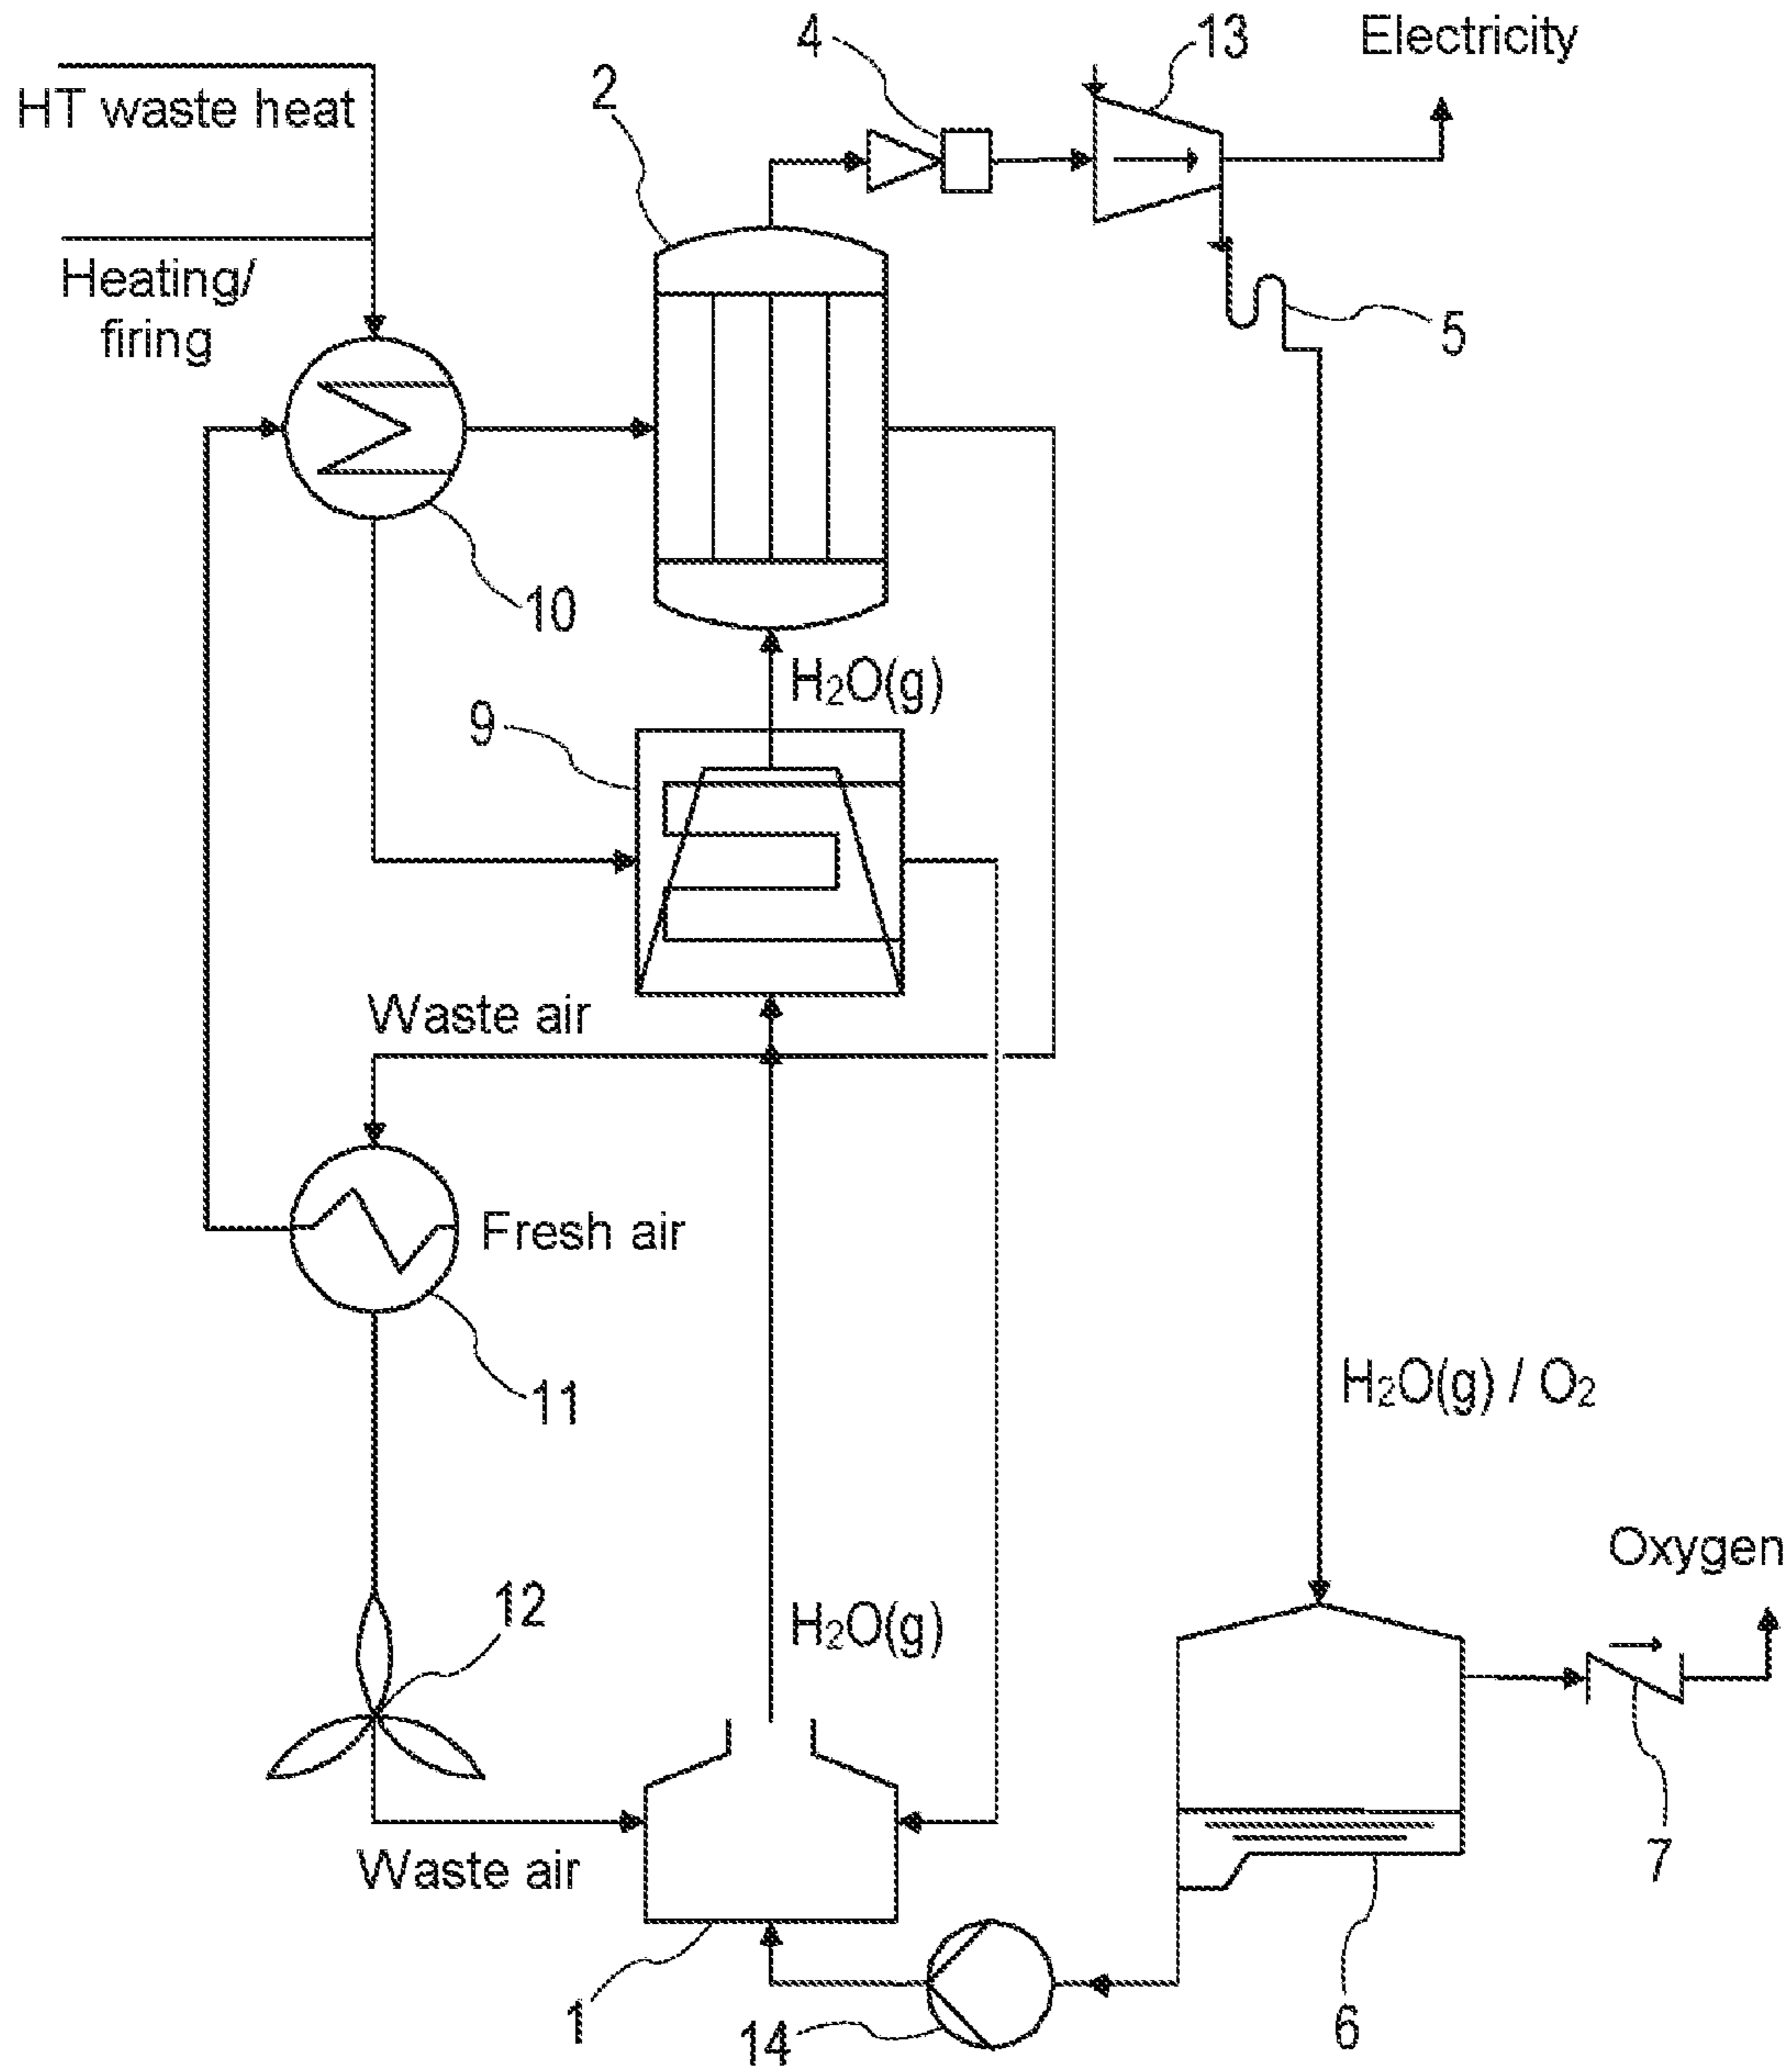 4
13
Electricity
HT waste heat
2
Heating/
firing
5
10
H₂O(g)
9
Waste air
Fresh air
11
H₂O(g) / O₂
Oxygen
12
H₂O(g)
Waste air
7
1
14
6